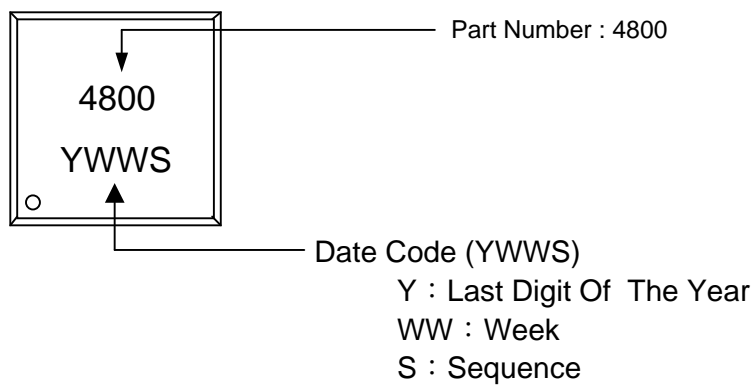 Part Number : 4800
4800
YWWS
Date Code (YWWS)
Y：Last Digit Of The Year
WW：Week
S：Sequence